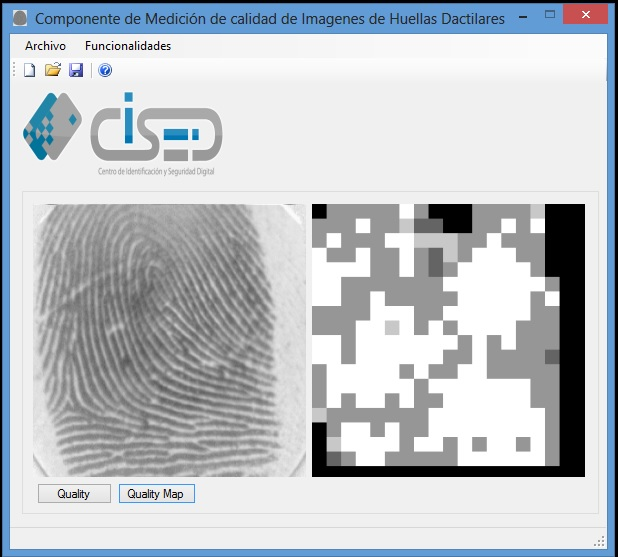 Componente de Medición de calidad de Imagenes de Huellas Dactilares
Archivo Funcionalidades
CISED
Centro de Identificación y Seguridad Digital
Quality Quality Map